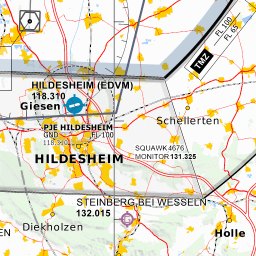 FL 100
FL 65
TMZ
HILDESHEIM (EDVM)
118.310
Giesen
PJE HILDESHEIM
GND
FL 100
118.310
Schellerten
HILDESHEIM
SQUAWK 4676
MONITOR 131.325
STEINBERG BEI WESSELN
132.015
Diekholzen
Holle